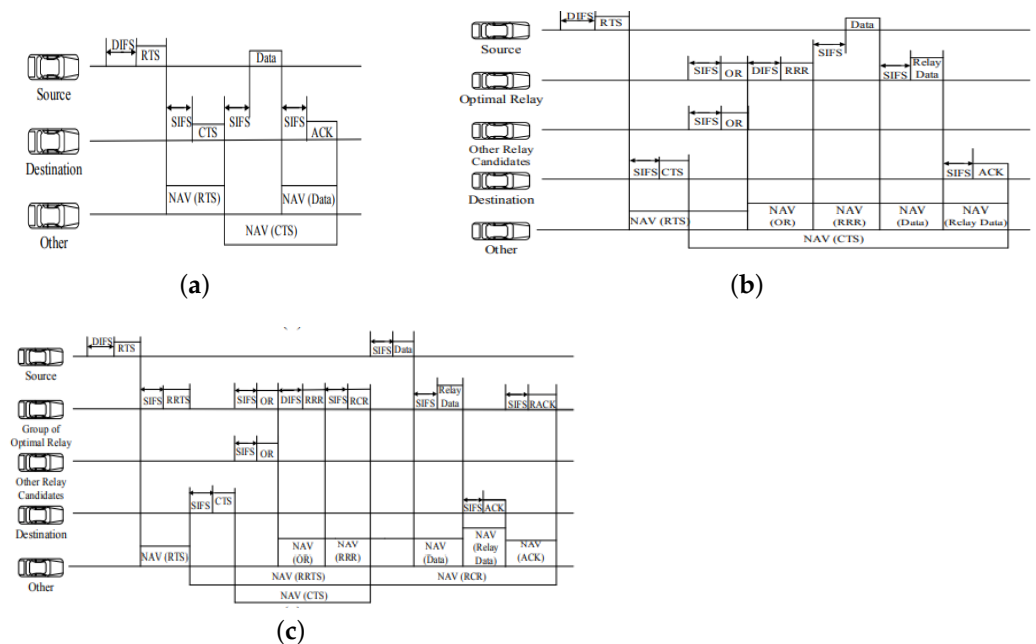 DIFS
RTS
Data
Source
SIFS
CTS
SIFS
SIFS
ACK
Destination
NAV (RTS)
NAV (Data)
Other
NAV (CTS)
(a)
DIFS
RTS
Data
Source
SIFS
SIFS
OR
DIFS
RRR
SIFS
Relay
Data
Optimal Relay
SIFS
OR
Other Relay
Candidates
SIFS
CTS
SIFS
ACK
Destination
NAV (RTS)
NAV
(OR)
NAV
(RRR)
NAV
(Data)
NAV
(Relay Data)
NAV (CTS)
Other
(b)
DIFS
RTS
SIFS
Data
Source
SIFS
RRTS
SIFS
OR
DIFS
RRR
SIFS
RCR
SIFS
Relay
Data
SIFS
RACK
Group of
Optimal Relay
SIFS
OR
Other Relay
Candidates
SIFS
CTS
SIFS
ACK
Destination
NAV (RTS)
NAV
(OR)
NAV
(RRR)
NAV
(Data)
NAV
(Relay
Data)
NAV
(ACK)
NAV (RRTS)
NAV (RCR)
Other
NAV (CTS)
(c)